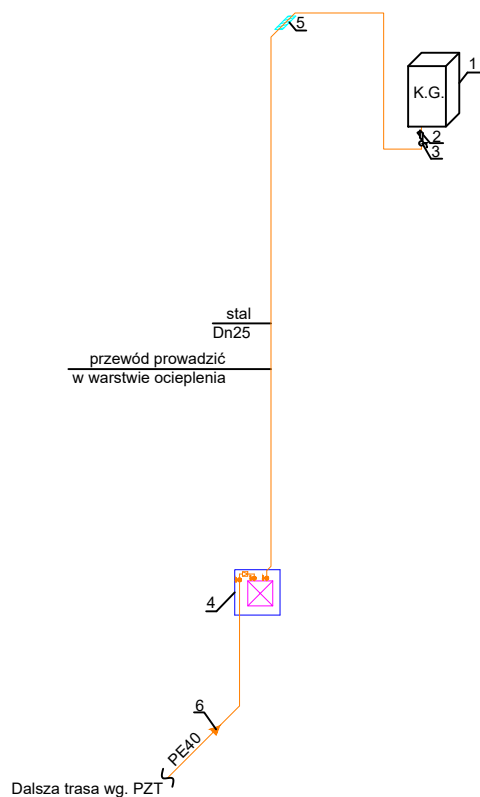 5
1
K.G.
2
3
stal
Dn25
przewód prowadzić
w warstwie ocieplenia
4
6
PE40
Dalsza trasa wg. PZT